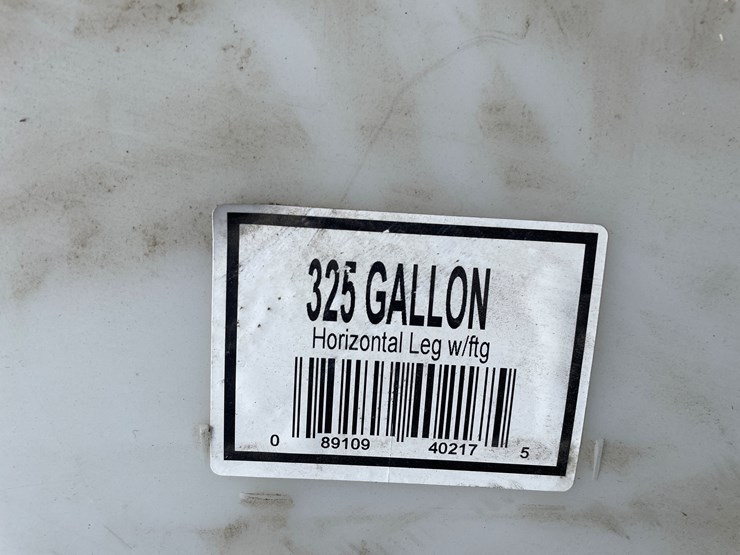 325 GALLON
Horizontal Leg w/ftg
0 89109 40217 5